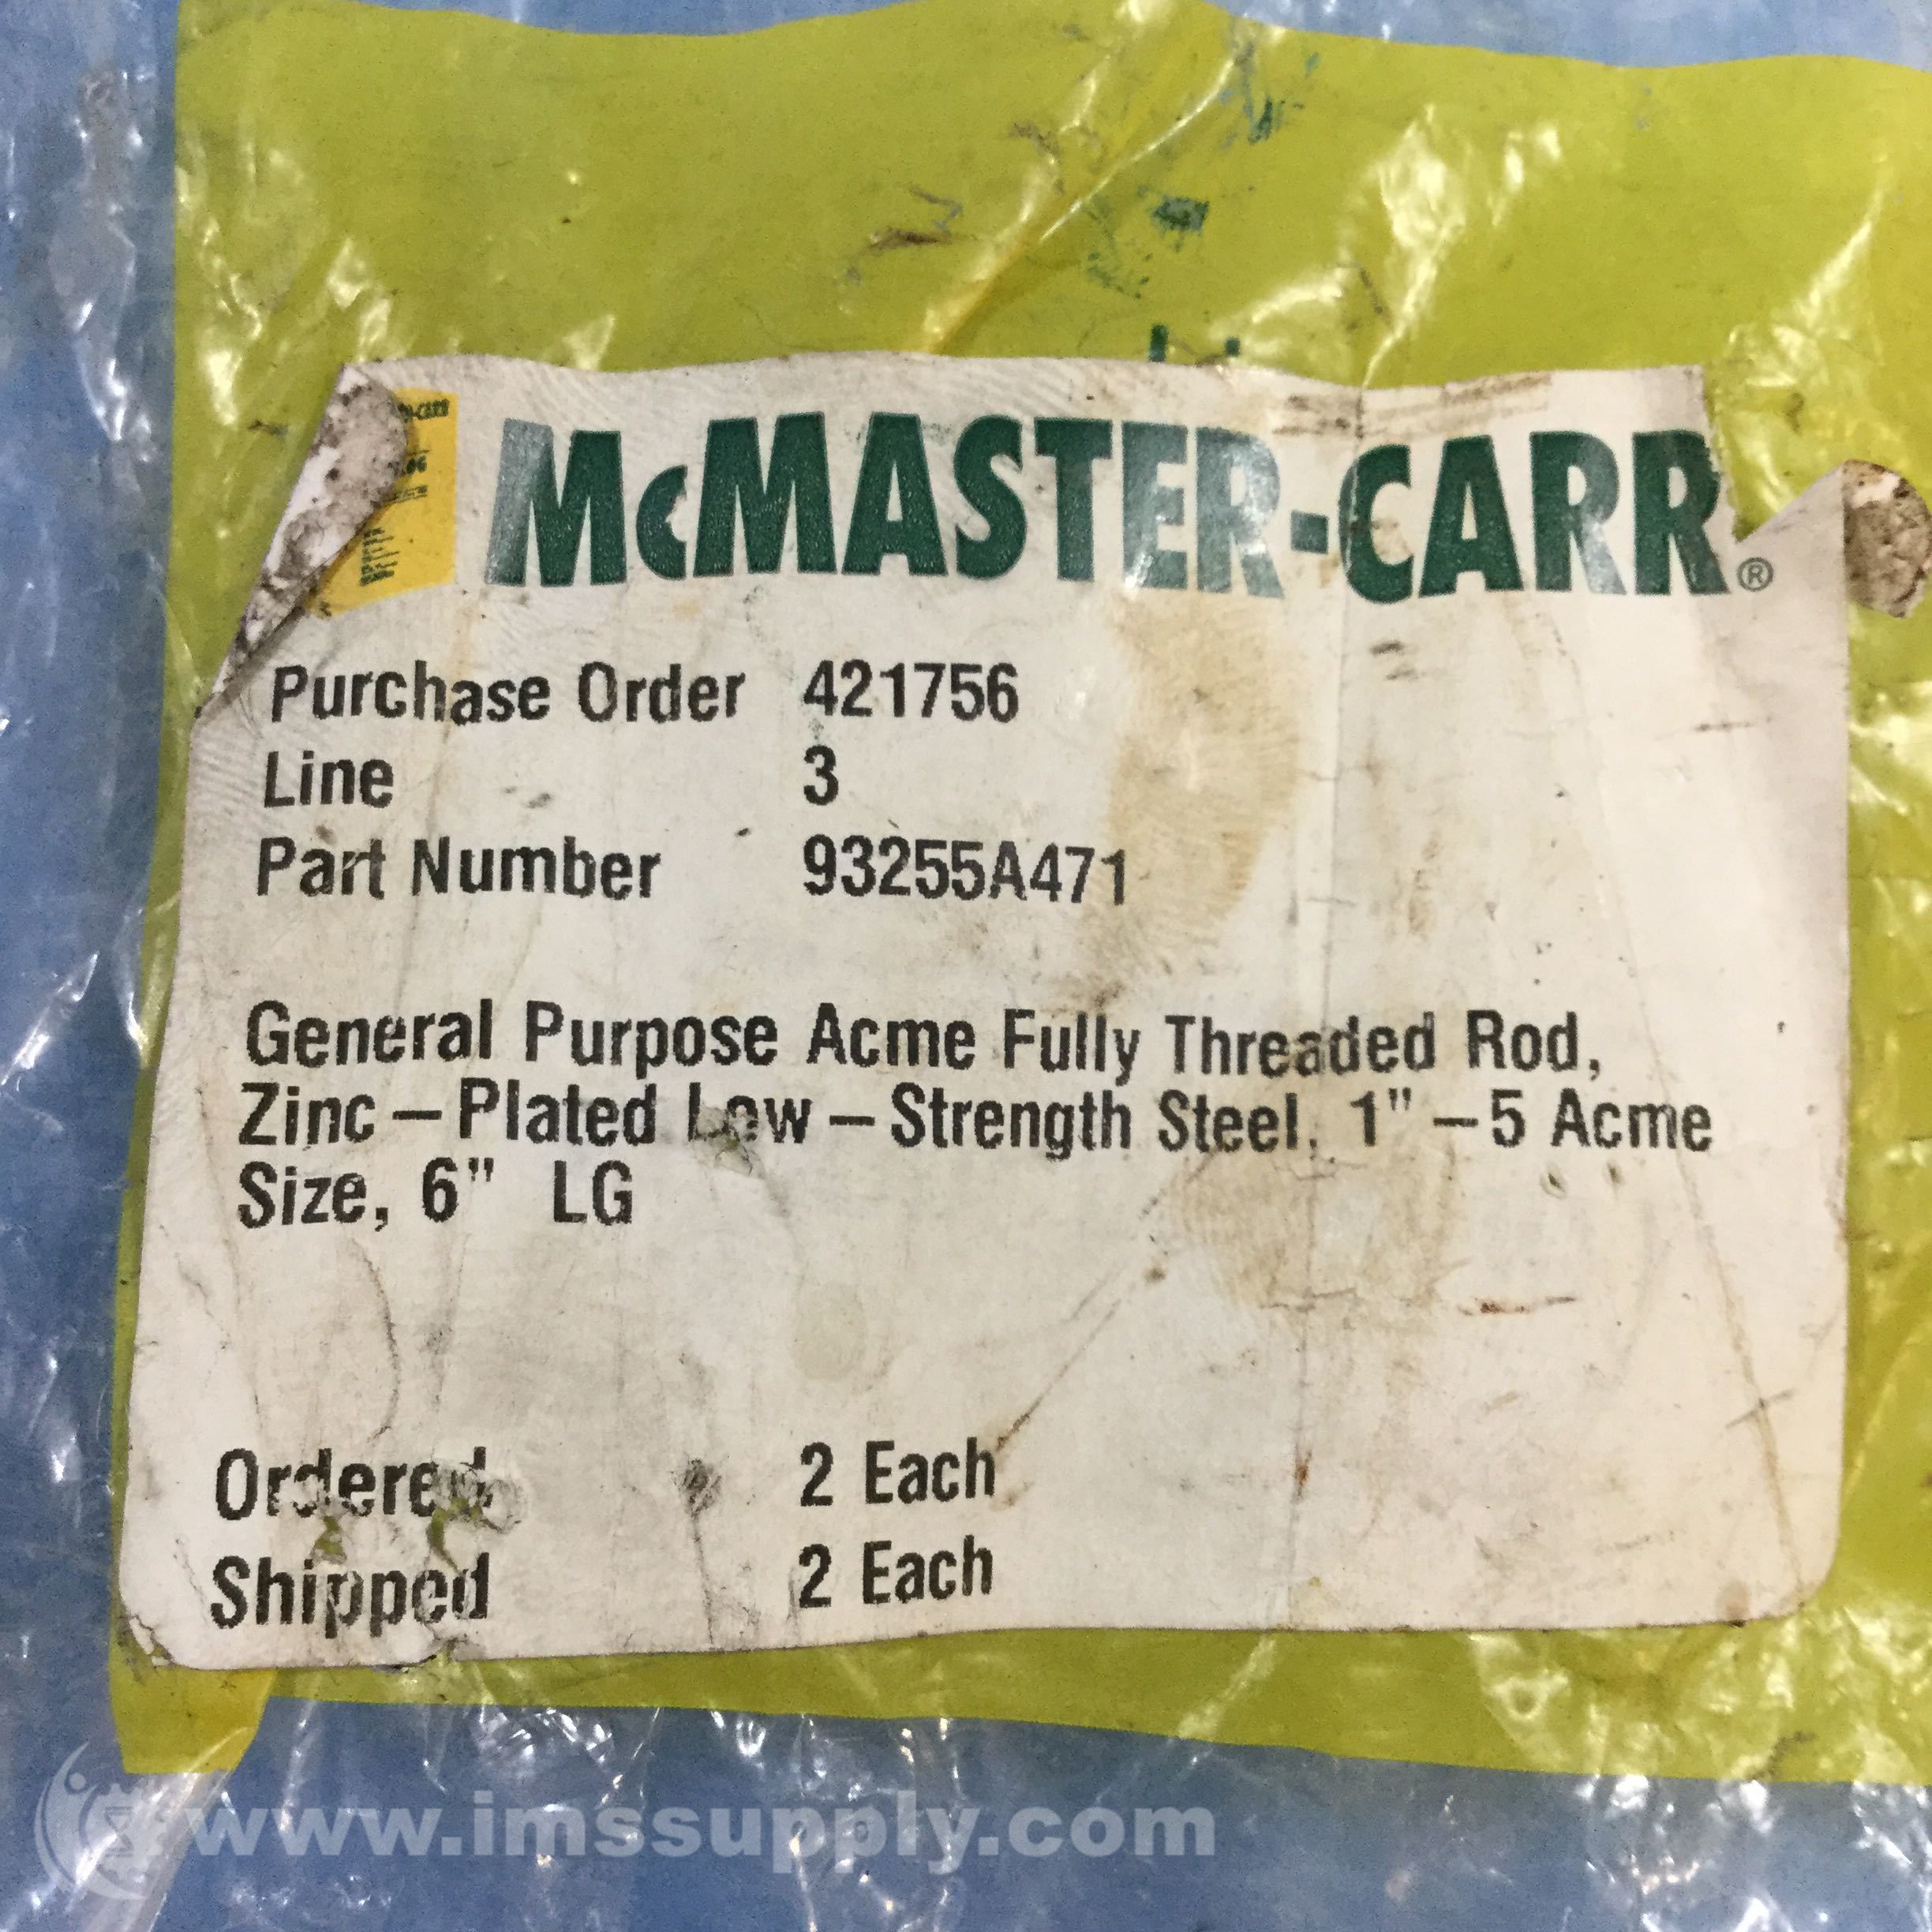 McMASTER-CARR®
Purchase Order 421756
Line 3
Part Number 93255A471
General Purpose Acme Fully Threaded Rod,
Zinc-Plated Low-Strength Steel, 1"-5 Acme
Size, 6" LG
Ordered 2 Each
Shipped 2 Each
www.imssupply.com